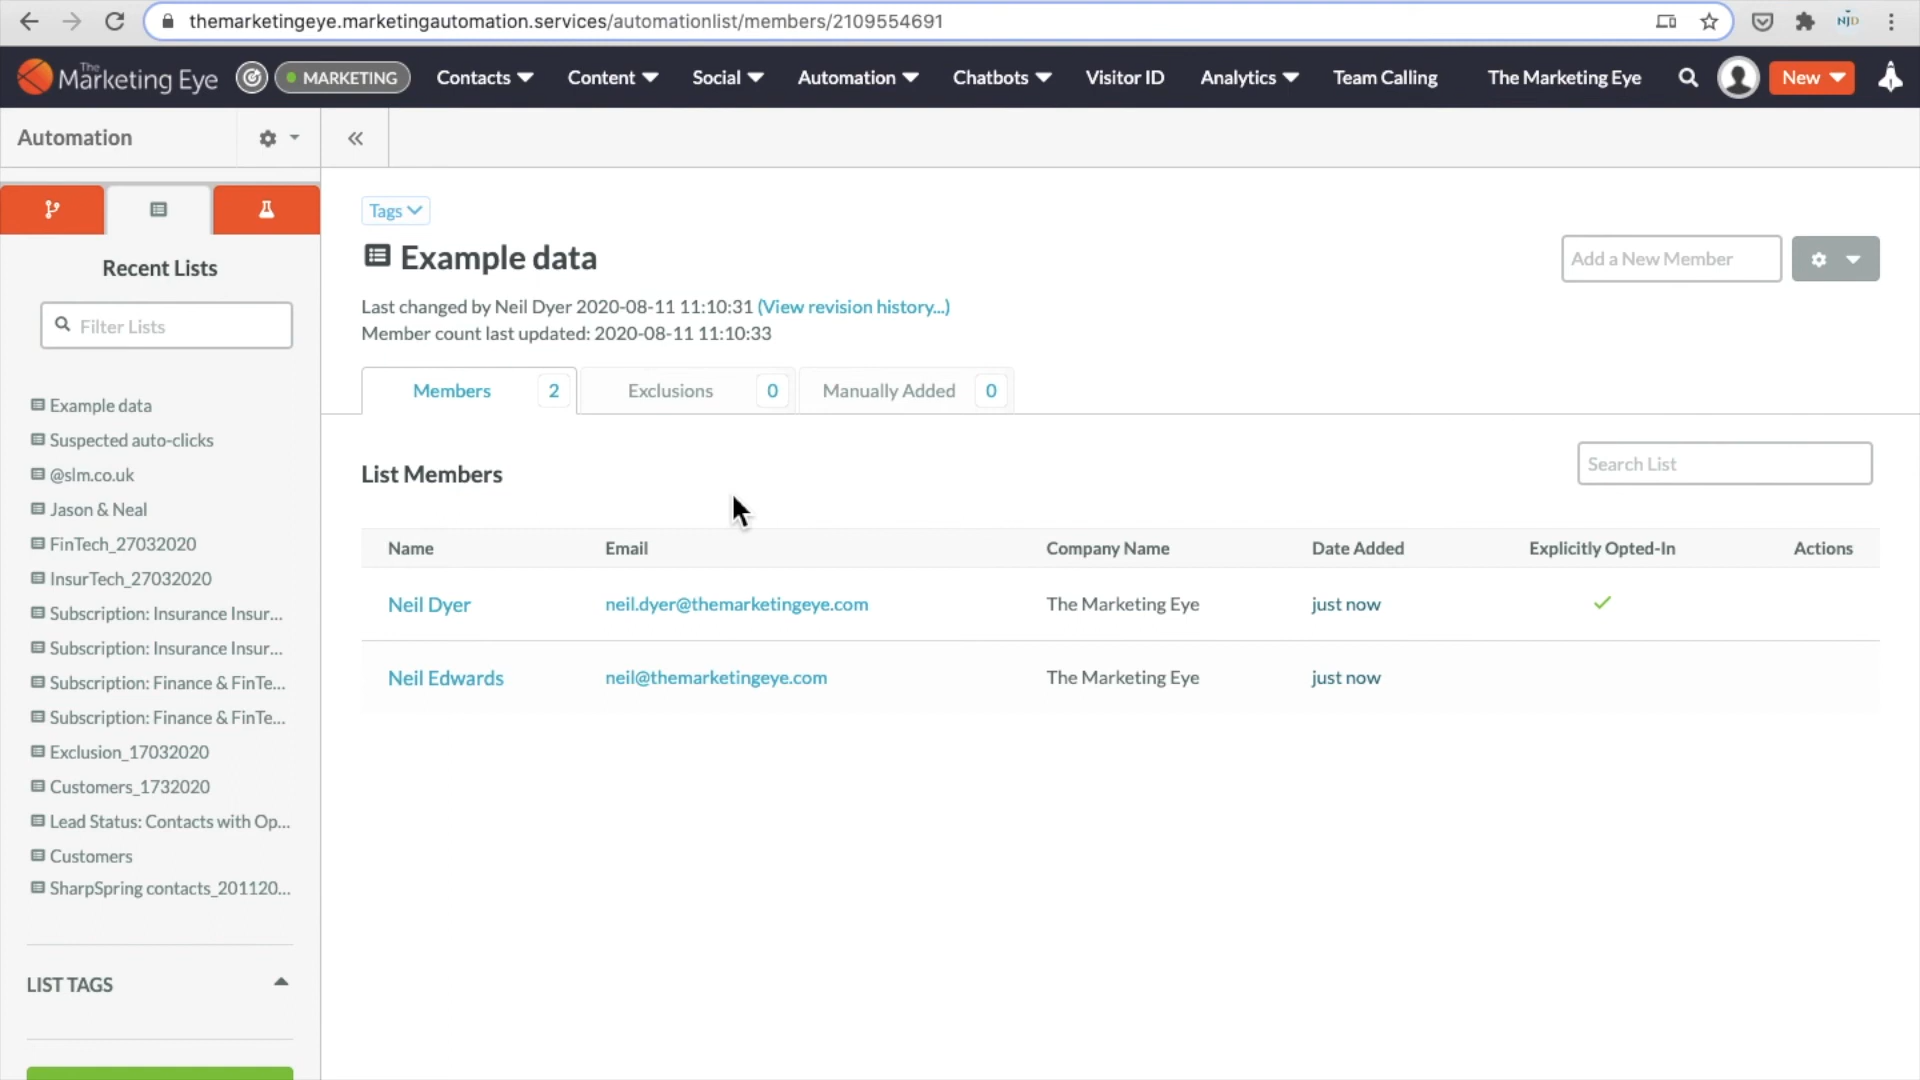 themarketingeye.marketingautomation.services/automationlist/members/2109554691
NJD
The Marketing Eye
MARKETING
Contacts
Content
Social
Automation
Chatbots
Visitor ID
Analytics
Team Calling
The Marketing Eye
New
Automation
Tags
Recent Lists
Example data
Add a New Member
Filter Lists
Last changed by Neil Dyer 2020-08-11 11:10:31 (View revision history...)
Member count last updated: 2020-08-11 11:10:33
Members 2
Exclusions 0
Manually Added 0
Example data
Suspected auto-clicks
@slm.co.uk
Jason & Neal
FinTech_27032020
InsurTech_27032020
Subscription: Insurance Insur...
Subscription: Insurance Insur...
Subscription: Finance & FinTe...
Subscription: Finance & FinTe...
Exclusion_17032020
Customers_1732020
Lead Status: Contacts with Op...
Customers
SharpSpring contacts_201120...
LIST TAGS
List Members
Search List
Name Email Company Name Date Added Explicitly Opted-In Actions
Neil Dyer neil.dyer@themarketingeye.com The Marketing Eye just now
Neil Edwards neil@themarketingeye.com The Marketing Eye just now